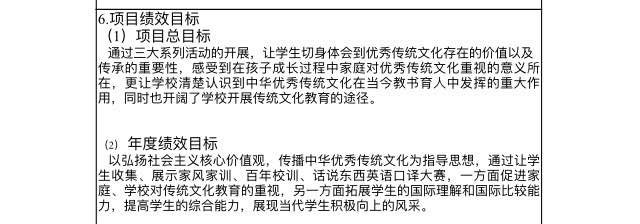 6.项目绩效目标
（1）项目总目标
通过三大系列活动的开展，让学生切身体会到优秀传统文化存在的价值以及
传承的重要性，感受到在孩子成长过程中家庭对优秀传统文化重视的意义所
在，更让学校清楚认识到中华优秀传统文化在当今教书育人中发挥的重大作
用，同时也开阔了学校开展传统文化教育的途径。
（2） 年度绩效目标
以弘扬社会主义核心价值观，传播中华优秀传统文化为指导思想，通过让学
生收集、展示家风家训、百年校训、话说东西英语口译大赛，一方面促进家
庭、学校对传统文化教育的重视，另一方面拓展学生的国际理解和国际比较能
力，提高学生的综合能力，展现当代学生积极向上的风采。